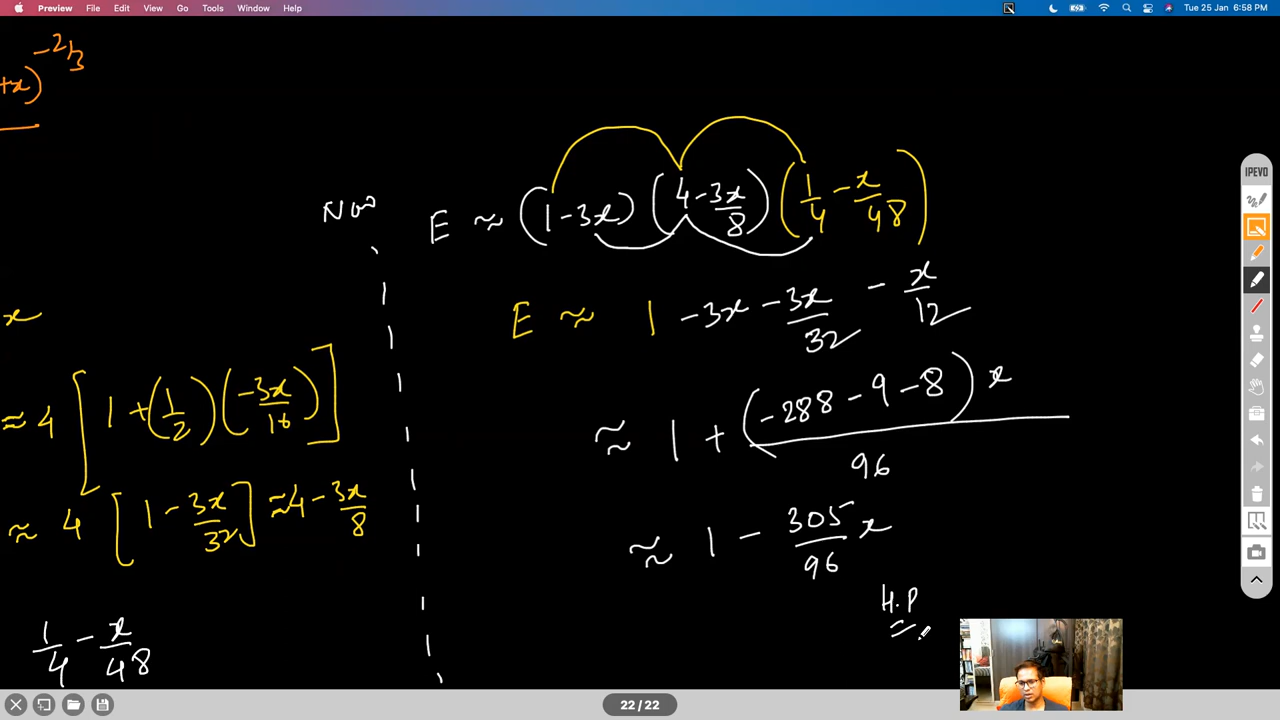 Preview File Edit View Go Tools Window Help Tue 25 Jan 6:58 PM
+x)^{-2/3}
Now E ≈ (1-3x) (4-3x/8) (1/4 - x/48)
E ≈ 1 - 3x - 3x/32 - x/12
x
≈ 4 [1 + (1/2) (-3x/16)]
≈ 1 + (-288 - 9 - 8)x / 96
≈ 4 [1 - 3x/32] ≈ 4 - 3x/8
≈ 1 - 305/96 x
H.P
1/4 - x/48
IPEVO
22 / 22